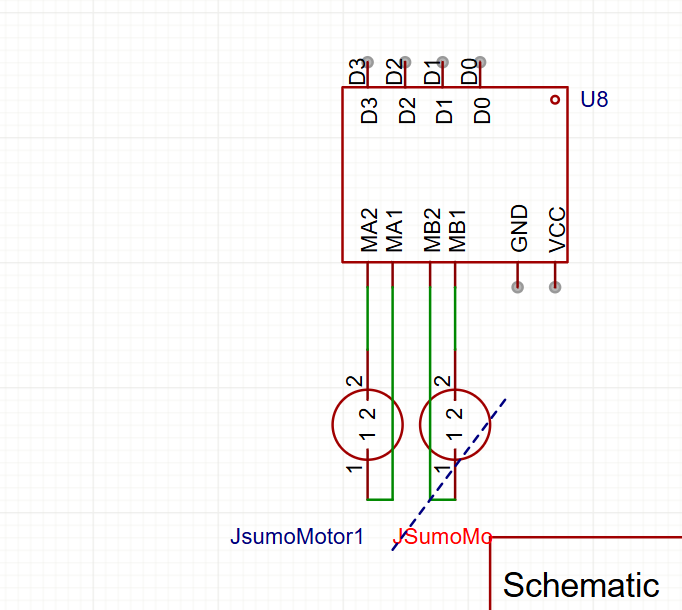 D3 D2 D1 D0
D3 D2 D1 D0
U8
MA2 MA1 MB2 MB1 GND VCC
2 2
2 2
1 1
1 1
JsumoMotor1 JSumoMo
Schematic